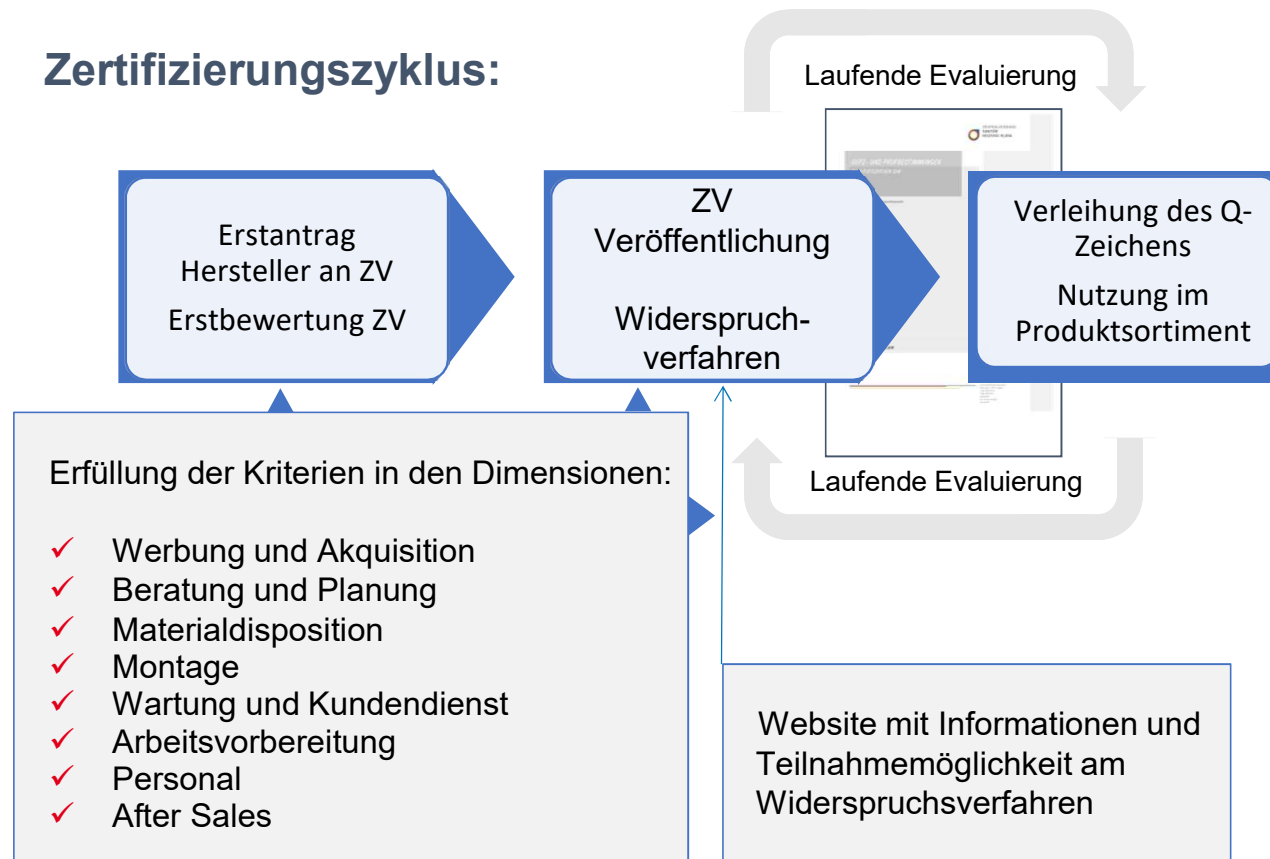 Zertifizierungszyklus:
Laufende Evaluierung
Erstantrag
Hersteller an ZV
Erstbewertung ZV
ZV
Veröffentlichung
Widerspruch-
verfahren
Verleihung des Q-
Zeichens
Nutzung im
Produktsortiment
Laufende Evaluierung
Erfüllung der Kriterien in den Dimensionen:
✓ Werbung und Akquisition
✓ Beratung und Planung
✓ Materialdisposition
✓ Montage
✓ Wartung und Kundendienst
✓ Arbeitsvorbereitung
✓ Personal
✓ After Sales
Website mit Informationen und
Teilnahmemöglichkeit am
Widerspruchsverfahren